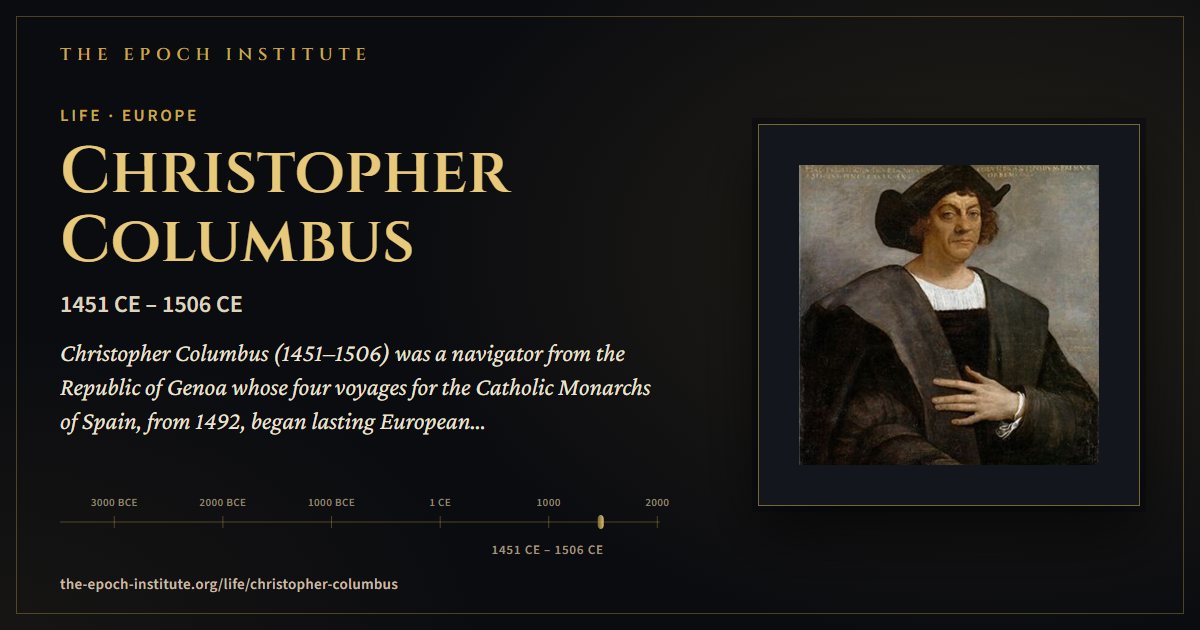 THE EPOCH INSTITUTE
LIFE · EUROPE
CHRISTOPHER
COLUMBUS
1451 CE – 1506 CE
Christopher Columbus (1451–1506) was a navigator from the
Republic of Genoa whose four voyages for the Catholic Monarchs
of Spain, from 1492, began lasting European...
3000 BCE 2000 BCE 1000 BCE 1 CE 1000 2000
1451 CE – 1506 CE
the-epoch-institute.org/life/christopher-columbus